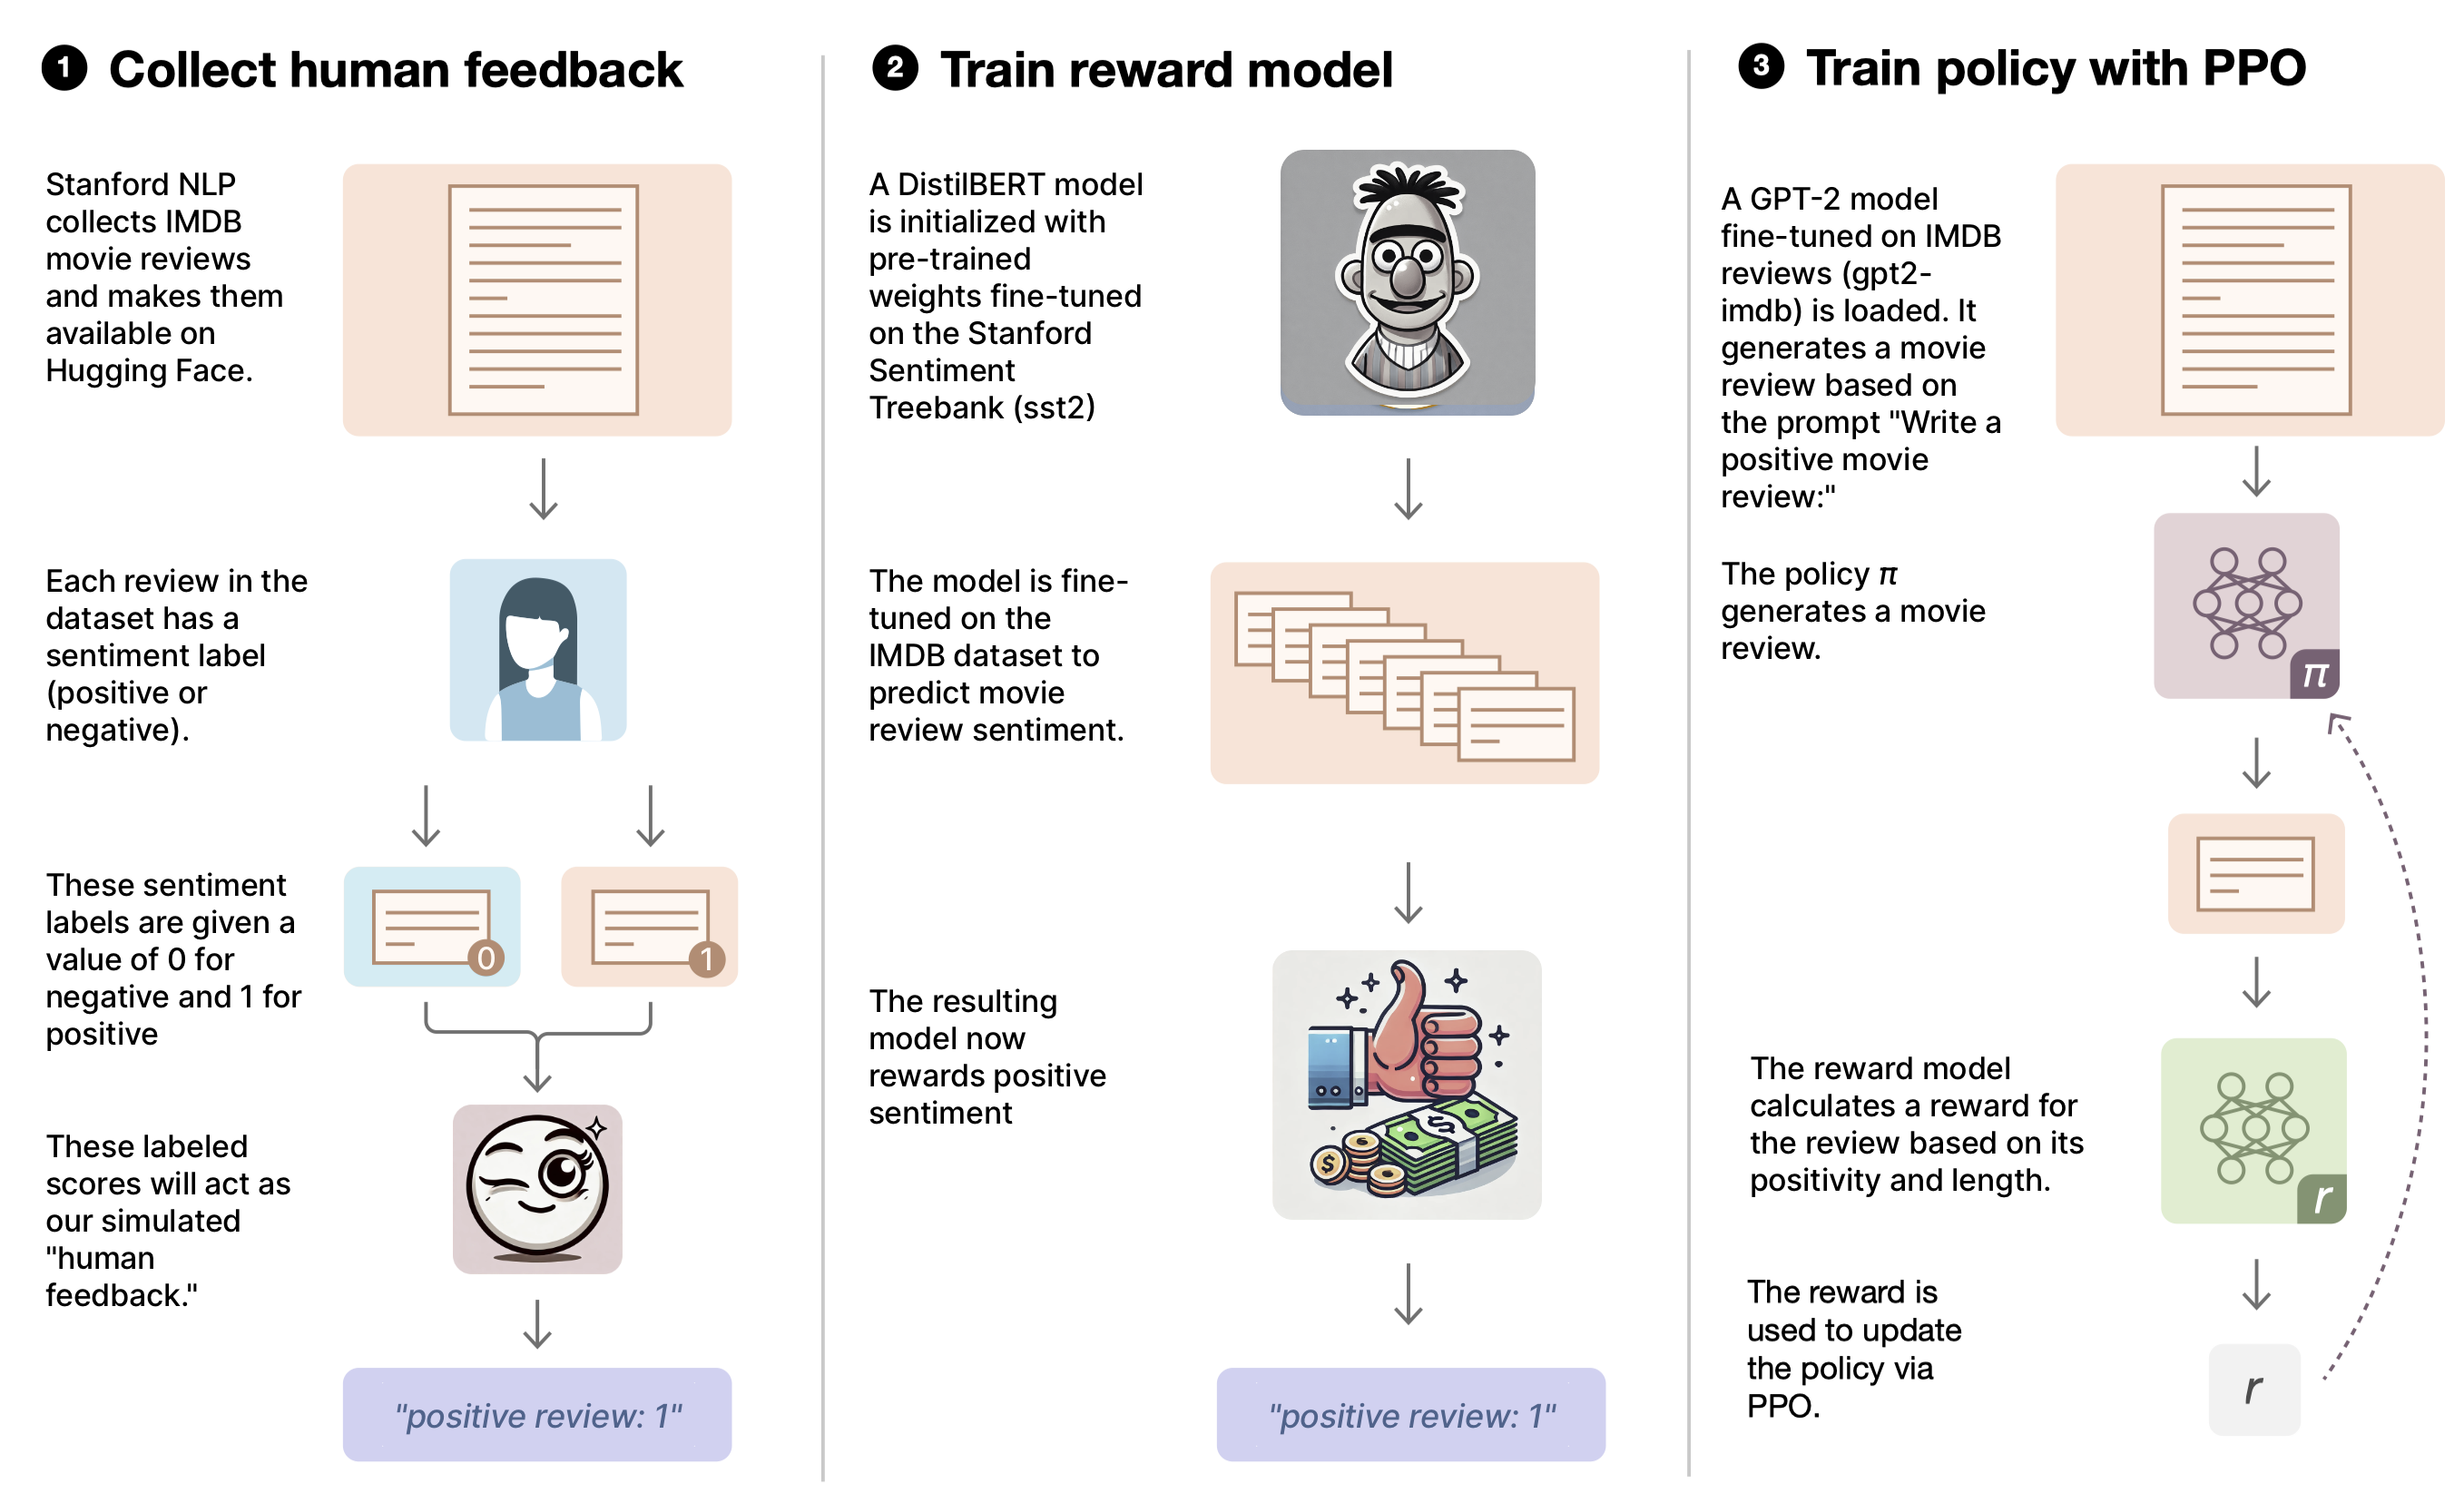 1 Collect human feedback
Stanford NLP
collects IMDB
movie reviews
and makes them
available on
Hugging Face.
Each review in the
dataset has a
sentiment label
(positive or
negative).
These sentiment
labels are given a
value of 0 for
negative and 1 for
positive
0
1
These labeled
scores will act as
our simulated
"human
feedback."
"positive review: 1"
2 Train reward model
A DistilBERT model
is initialized with
pre-trained
weights fine-tuned
on the Stanford
Sentiment
Treebank (sst2)
The model is fine-
tuned on the
IMDB dataset to
predict movie
review sentiment.
The resulting
model now
rewards positive
sentiment
$
$
"positive review: 1"
3 Train policy with PPO
A GPT-2 model
fine-tuned on IMDB
reviews (gpt2-
imdb) is loaded. It
generates a movie
review based on
the prompt "Write a
positive movie
review:"
The policy π
generates a movie
review.
π
The reward model
calculates a reward for
the review based on its
positivity and length.
r
The reward is
used to update
the policy via
PPO.
r